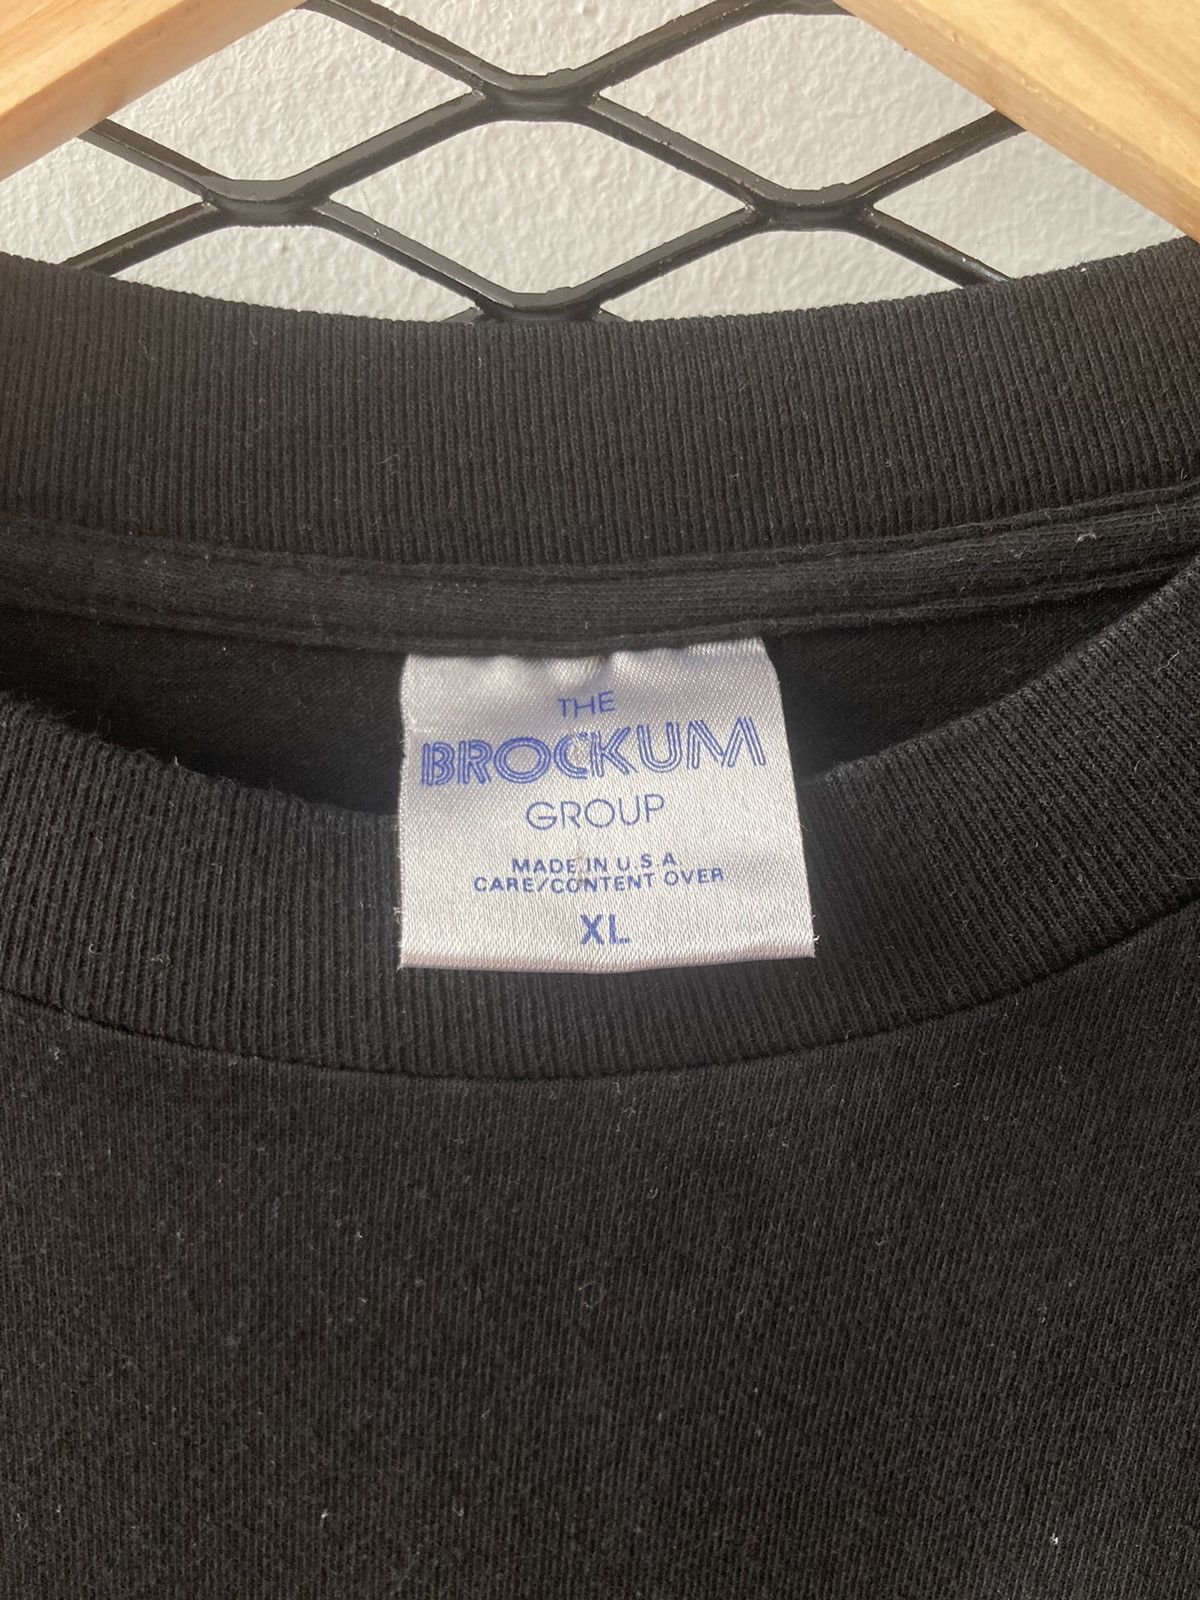 THE
BROCKUM
GROUP
MADE IN U.S.A.
CARE/CONTENT OVER
XL